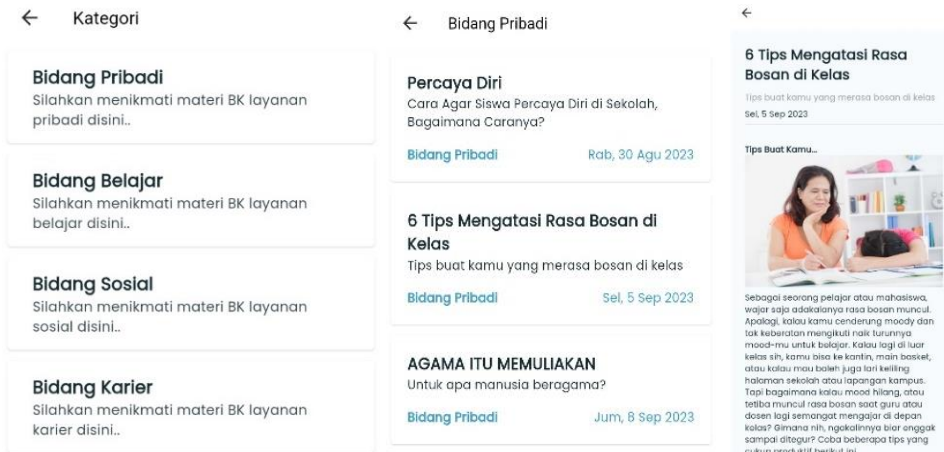 Kategori
Bidang Pribadi
Silahkan menikmati materi BK layanan
pribadi disini..
Bidang Belajar
Silahkan menikmati materi BK layanan
belajar disini..
Bidang Sosial
Silahkan menikmati materi BK layanan
sosial disini..
Bidang Karier
Silahkan menikmati materi BK layanan
karier disini..
Bidang Pribadi
Percaya Diri
Cara Agar Siswa Percaya Diri di Sekolah,
Bagaimana Caranya?
Bidang Pribadi Rab, 30 Agu 2023
6 Tips Mengatasi Rasa Bosan di
Kelas
Tips buat kamu yang merasa bosan di kelas
Bidang Pribadi Sel, 5 Sep 2023
AGAMA ITU MEMULIAKAN
Untuk apa manusia beragama?
Bidang Pribadi Jum, 8 Sep 2023
6 Tips Mengatasi Rasa
Bosan di Kelas
Tips buat kamu yang merasa bosan di kelas
Sel, 5 Sep 2023
Tips Buat Kamu...
Sebagai seorang pelajar atau mahasiswa,
wajar saja adakalanya rasa bosan muncul.
Apalagi, kalau kamu cenderung moody dan
tak keberatan mengikuti naik turunnya
mood-mu untuk belajar. Kalau lagi di luar
kelas sih, kamu bisa ke kantin, main basket,
atau kalau mau boleh juga lari keliling
halaman sekolah atau lapangan kampus.
Tapi bagaimana kalau mood hilang, atau
tetiba muncul rasa bosan saat guru atau
dosen lagi semangat mengajar di depan
kelas? Gimana nih, ngakalinnya biar enggak
sampai ditegur? Coba beberapa tips yang
cukup produktif berikut ini